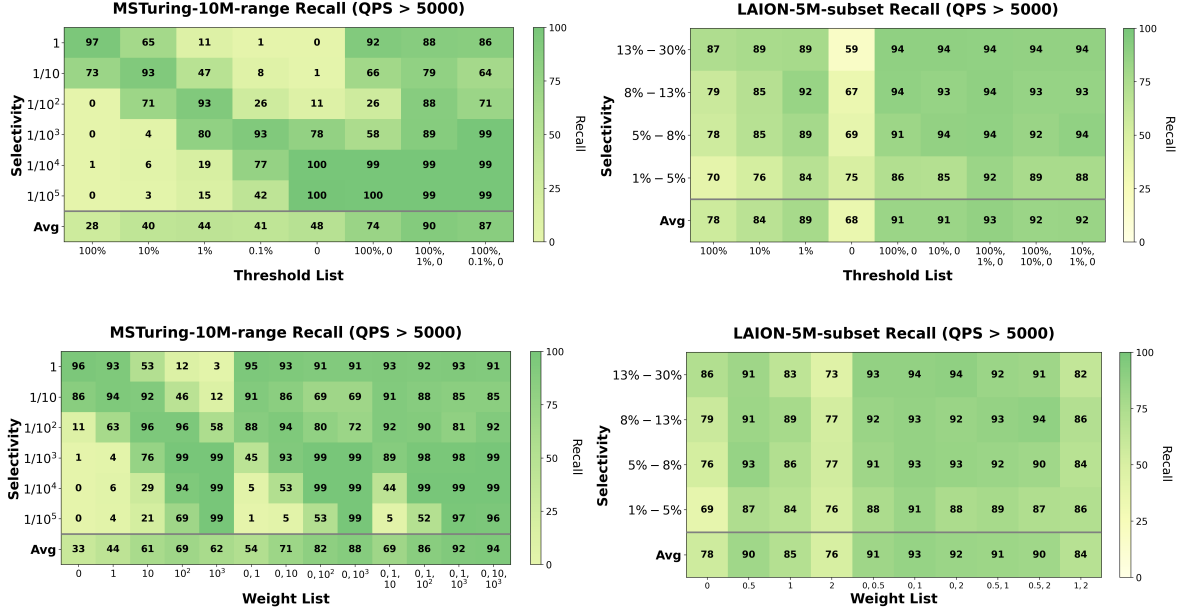 MSTuring-10M-range Recall (QPS > 5000)
Selectivity
1 97 65 11 1 0 92 88 86
1/10 73 93 47 8 1 66 79 64
1/10² 0 71 93 26 11 26 88 71
1/10³ 0 4 80 93 78 58 89 99
1/10⁴ 1 6 19 77 100 99 99 99
1/10⁵ 0 3 15 42 100 100 99 99
Avg 28 40 44 41 48 74 90 87
100% 10% 1% 0.1% 0 100%, 0 100%, 100%,
1%, 0 0.1%, 0
Threshold List
100
75
50
25
0
Recall
LAION-5M-subset Recall (QPS > 5000)
Selectivity
13% − 30% 87 89 89 59 94 94 94 94 94
8% − 13% 79 85 92 67 94 93 94 93 93
5% − 8% 78 85 89 69 91 94 94 92 94
1% − 5% 70 76 84 75 86 85 92 89 88
Avg 78 84 89 68 91 91 93 92 92
100% 10% 1% 0 100%, 0 10%, 0 100%, 100%, 10%,
1%, 0 10%, 0 1%, 0
Threshold List
100
75
50
25
0
Recall
MSTuring-10M-range Recall (QPS > 5000)
Selectivity
1 96 93 53 12 3 95 93 91 91 93 92 93 91
1/10 86 94 92 46 12 91 86 69 69 91 88 85 85
1/10² 11 63 96 96 58 88 94 80 72 92 90 81 92
1/10³ 1 4 76 99 99 45 93 99 99 89 98 98 99
1/10⁴ 0 6 29 94 99 5 53 99 99 44 99 99 99
1/10⁵ 0 4 21 69 99 1 5 53 99 5 52 97 96
Avg 33 44 61 69 62 54 71 82 88 69 86 92 94
0 1 10 10² 10³ 0, 1 0, 10 0, 10² 0, 10³ 0, 1, 0, 1, 0, 1, 0, 10,
10 10² 10³ 10³
Weight List
100
75
50
25
0
Recall
LAION-5M-subset Recall (QPS > 5000)
Selectivity
13% − 30% 86 91 83 73 93 94 94 92 91 82
8% − 13% 79 91 89 77 92 93 92 93 94 86
5% − 8% 76 93 86 77 91 93 93 92 90 84
1% − 5% 69 87 84 76 88 91 88 89 87 86
Avg 78 90 85 76 91 93 92 91 90 84
0 0.5 1 2 0, 0.5 0, 1 0, 2 0.5, 1 0.5, 2 1, 2
Weight List
100
75
50
25
0
Recall